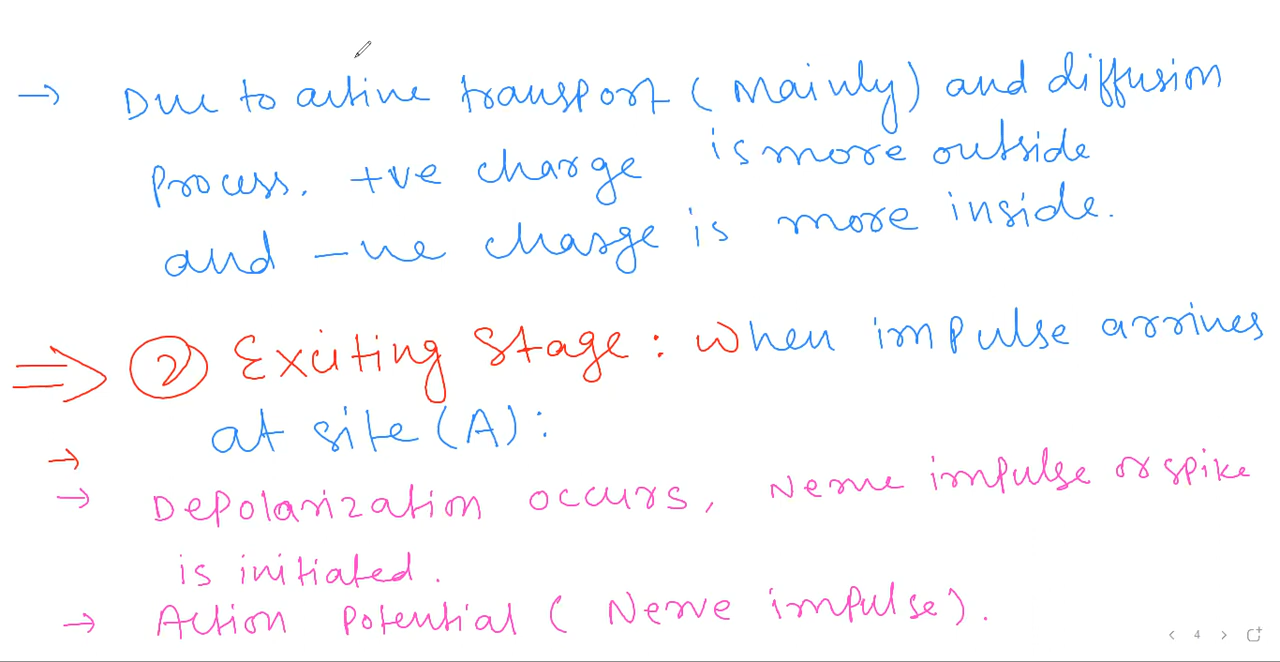 → Due to active transport (Mainly) and diffusion
process. +ve charge is more outside
and -ve charge is more inside.
⇒ ② Exciting Stage: When impulse arrives
at site (A):
→
→ Depolarization occurs, Nerve impulse or spike
is initiated.
→ Action Potential (Nerve impulse).
< 4 >